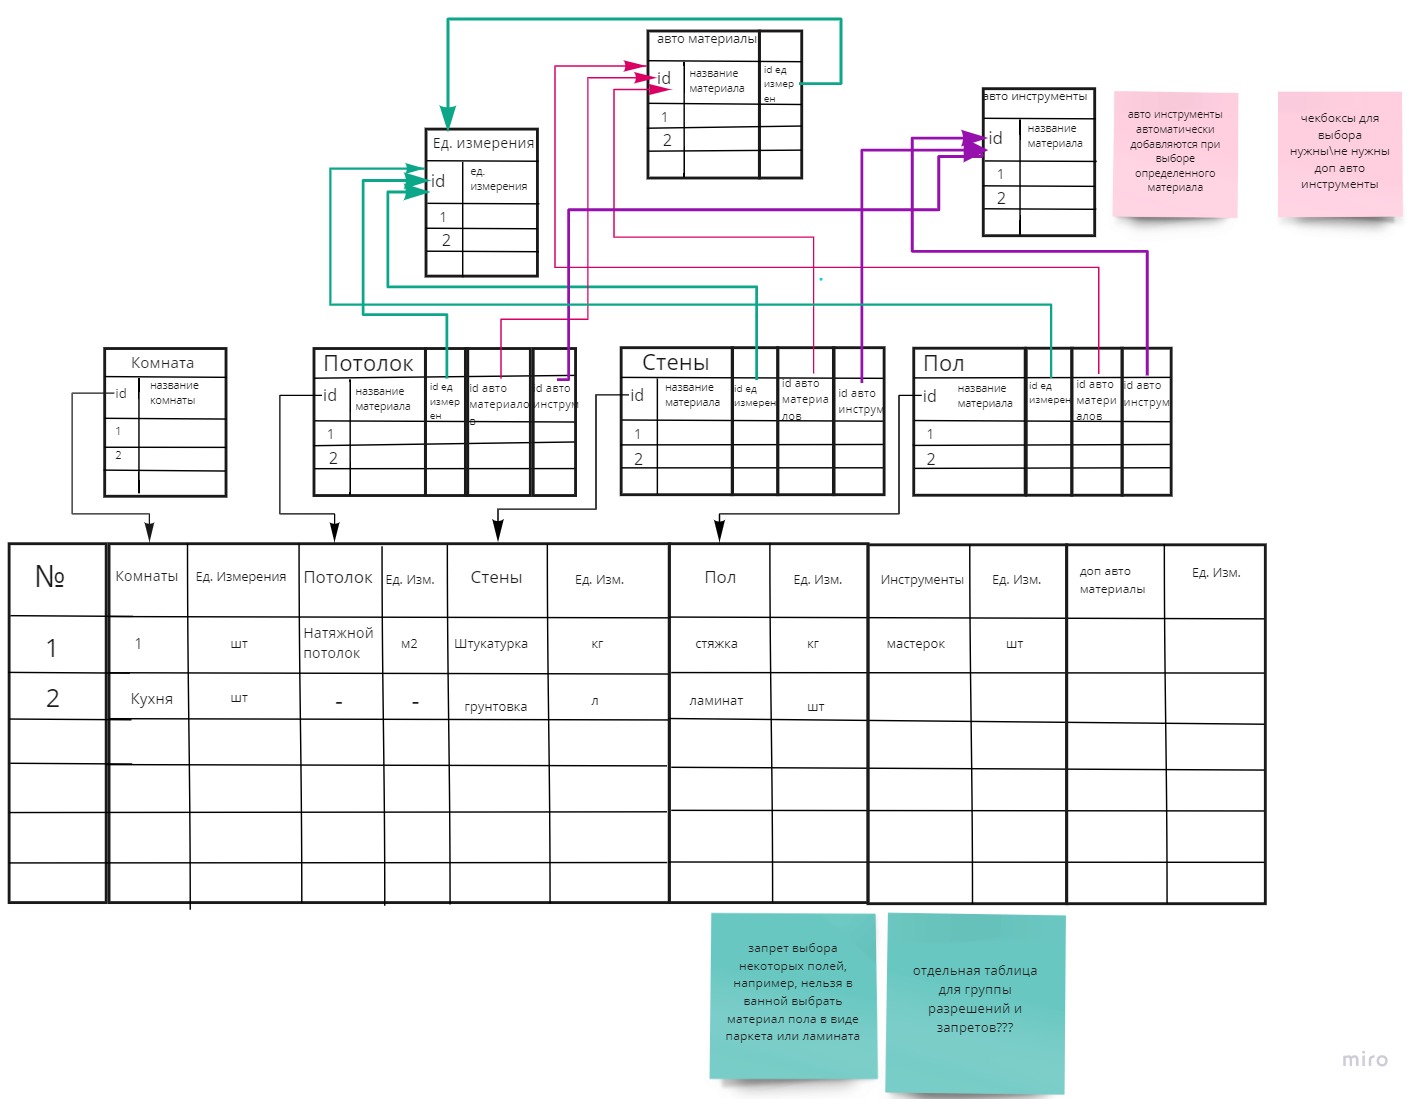 авто материалы
id
название
материала
id ед
измер
ен
1
2
Ед. измерения
id
ед.
измерения
1
2
авто инструменты
id
название
материала
1
2
авто инструменты
автоматически
добавляются при
выборе
определенного
материала
чекбоксы для
выбора
нужны\не нужны
доп авто
инструменты
Комната
id
название
комнаты
1
2
Потолок
id
название
материала
id ед
измер
ен
id авто
материало
в
id авто
инструм
1
2
Стены
id
название
материала
id ед
измерен
id авто
материа
лов
id авто
инструм
1
2
Пол
id
название
материала
id ед
измерен
id авто
матери
алов
id авто
инструм
1
2
№
Комнаты
Ед. Измерения
Потолок
Ед. Изм.
Стены
Ед. Изм.
Пол
Ед. Изм.
Инструменты
Ед. Изм.
доп авто
материалы
Ед. Изм.
1
1
шт
Натяжной
потолок
м2
Штукатурка
кг
стяжка
кг
мастерок
шт
2
Кухня
шт
-
-
грунтовка
л
ламинат
шт
запрет выбора
некоторых полей,
например, нельзя в
ванной выбрать
материал пола в виде
паркета или ламината
отдельная таблица
для группы
разрешений и
запретов???
miro